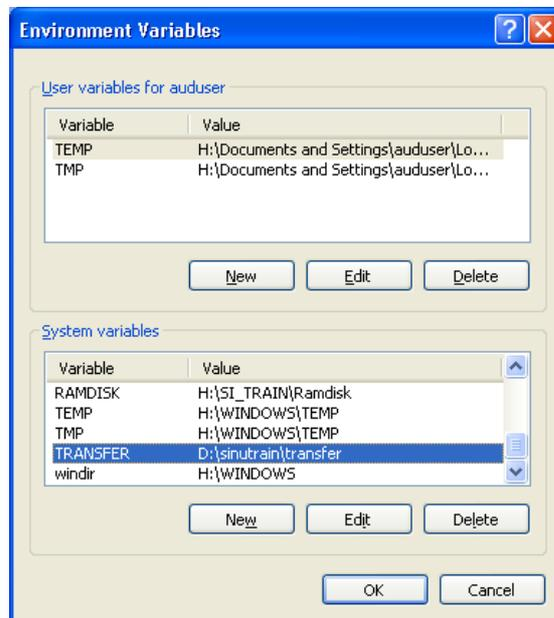 Environment Variables
User variables for auduser
Variable Value
TEMP H:\Documents and Settings\auduser\Lo...
TMP H:\Documents and Settings\auduser\Lo...
New Edit Delete
System variables
Variable Value
RAMDISK H:\SI_TRAIN\Ramdisk
TEMP H:\WINDOWS\TEMP
TMP H:\WINDOWS\TEMP
TRANSFER D:\sinutrain\transfer
windir H:\WINDOWS
New Edit Delete
OK Cancel